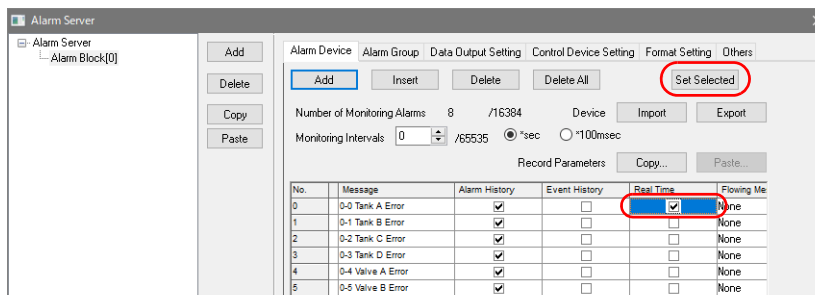 Alarm Server
Alarm Server
Alarm Block[0]
Add
Delete
Copy
Paste
Alarm Device Alarm Group Data Output Setting Control Device Setting Format Setting Others
Add Insert Delete Delete All Set Selected
Number of Monitoring Alarms 8 /16384 Device Import Export
Monitoring Intervals 0 /65535 *sec *100msec
Record Parameters Copy... Paste...
No. Message Alarm History Event History Real Time Flowing Me
0 0-0 Tank A Error None
1 0-1 Tank B Error None
2 0-2 Tank C Error None
3 0-3 Tank D Error None
4 0-4 Valve A Error None
5 0-5 Valve B Error None